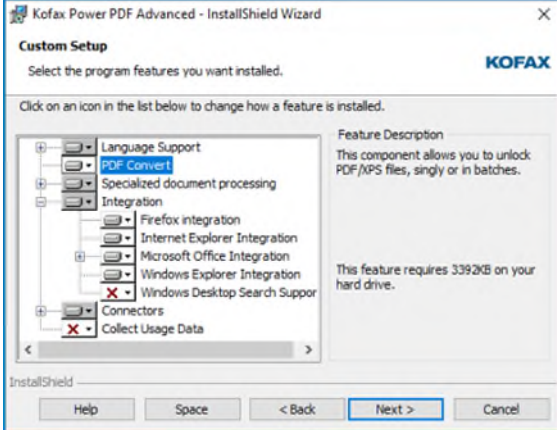 Kofax Power PDF Advanced - InstallShield Wizard
Custom Setup
Select the program features you want installed.
KOFAX
Click on an icon in the list below to change how a feature is installed.
Language Support
PDF Convert
Specialized document processing
Integration
Firefox integration
Internet Explorer Integration
Microsoft Office Integration
Windows Explorer Integration
Windows Desktop Search Suppor
Connectors
Collect Usage Data
Feature Description
This component allows you to unlock
PDF/XPS files, singly or in batches.
This feature requires 3392KB on your
hard drive.
InstallShield
Help
Space
< Back
Next >
Cancel